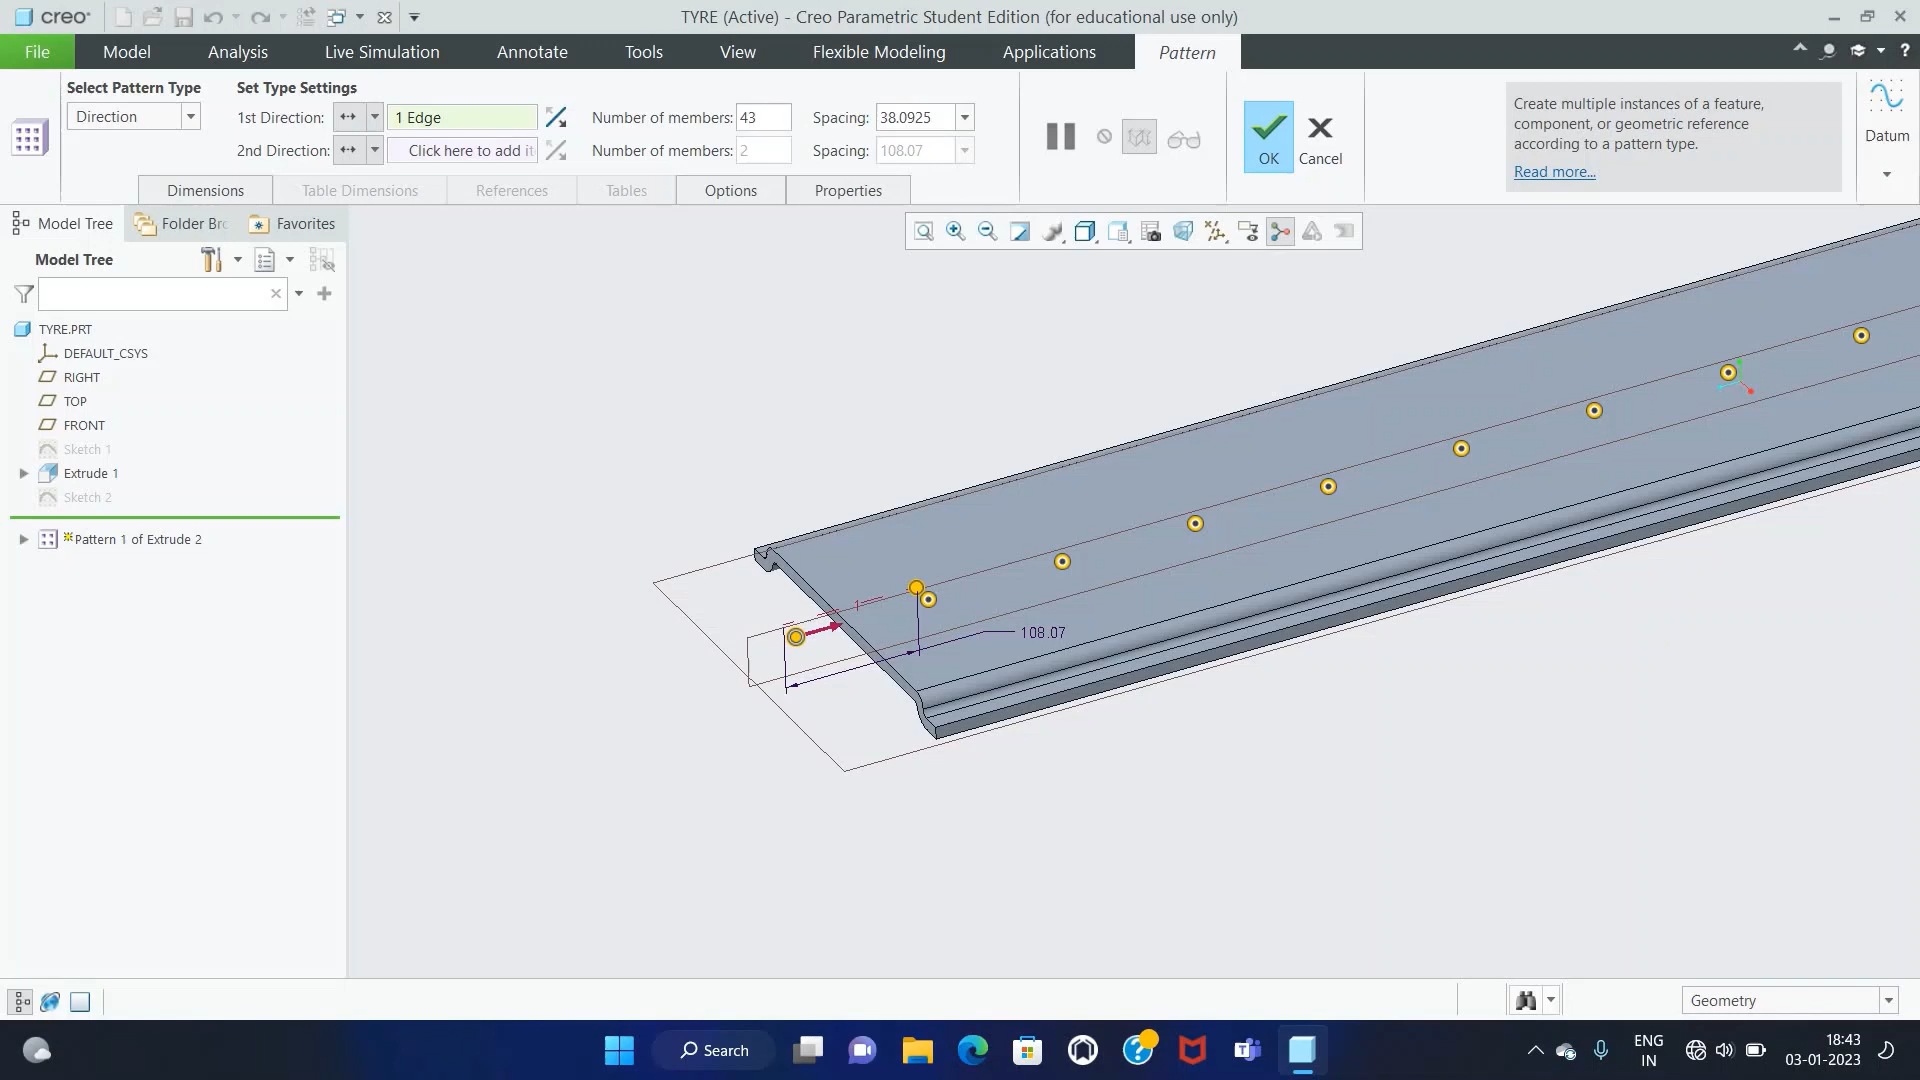 creo®
TYRE (Active) - Creo Parametric Student Edition (for educational use only)
File
Model
Analysis
Live Simulation
Annotate
Tools
View
Flexible Modeling
Applications
Pattern
Select Pattern Type
Set Type Settings
Direction
1st Direction:
1 Edge
Number of members:
43
Spacing:
38.0925
2nd Direction:
Click here to add it
Number of members:
2
Spacing:
108.07
OK
Cancel
Create multiple instances of a feature,
component, or geometric reference
according to a pattern type.
Read more...
Datum
Dimensions
Table Dimensions
References
Tables
Options
Properties
Model Tree
Folder Br
Favorites
Model Tree
TYRE.PRT
DEFAULT_CSYS
RIGHT
TOP
FRONT
Sketch 1
Extrude 1
Sketch 2
Pattern 1 of Extrude 2
1
108.07
Geometry
Search
ENG
IN
18:43
03-01-2023